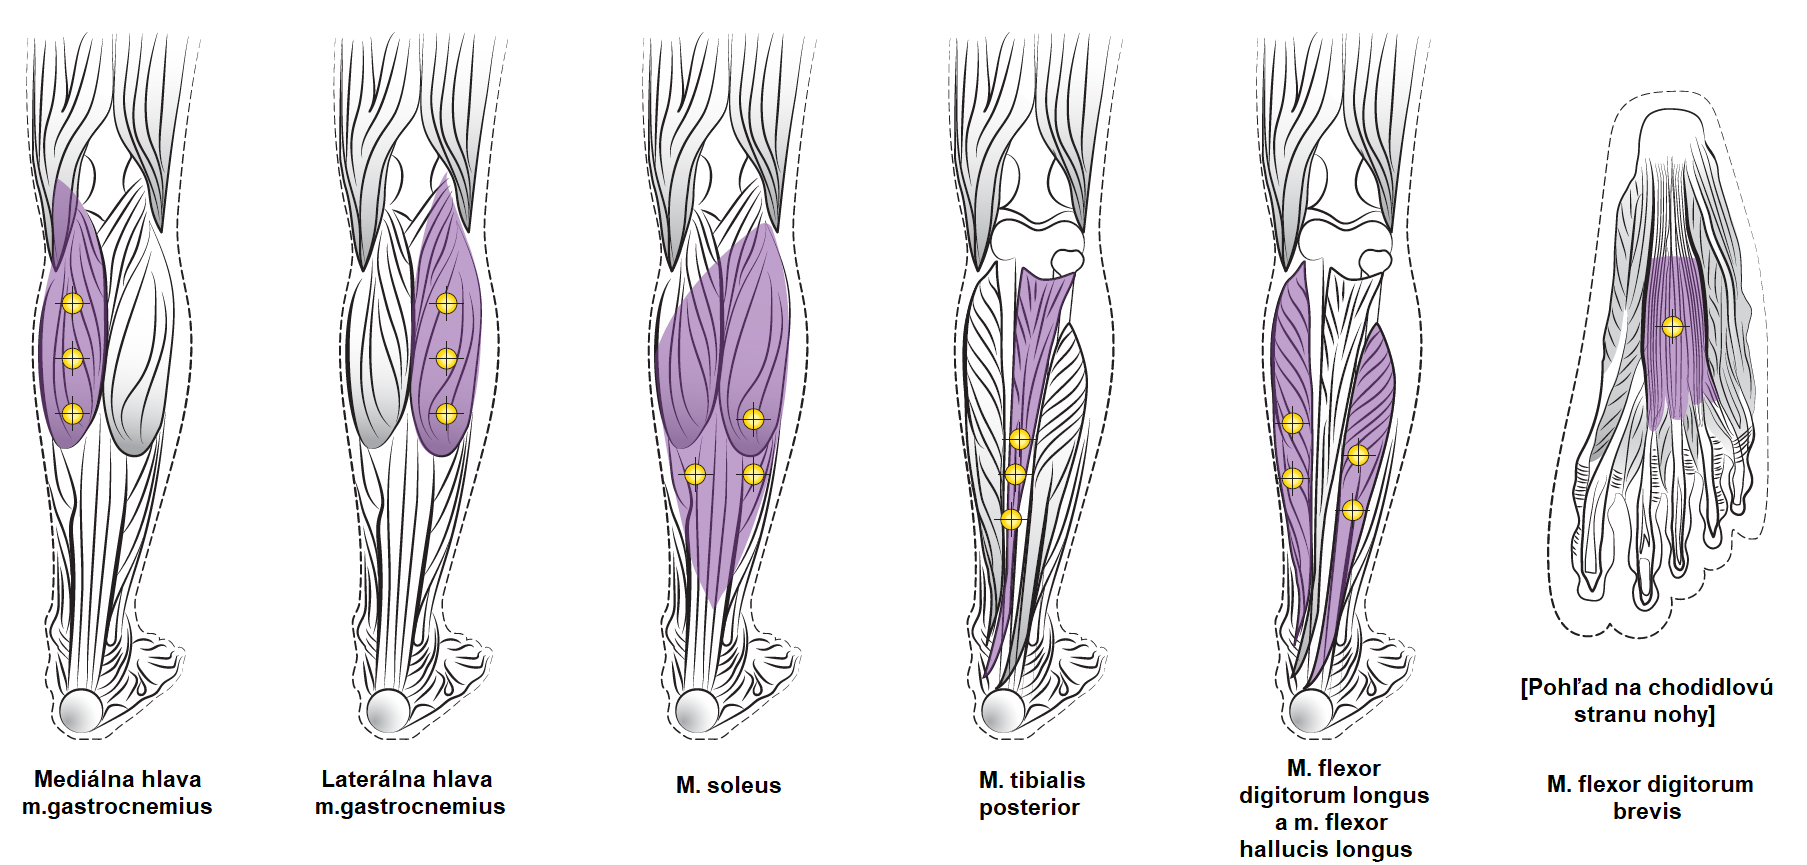 Mediálna hlava
m.gastrocnemius
Laterálna hlava
m.gastrocnemius
M. soleus
M. tibialis
posterior
M. flexor
digitorum longus
a m. flexor
hallucis longus
[Pohľad na chodidlovú
stranu nohy]
M. flexor digitorum
brevis